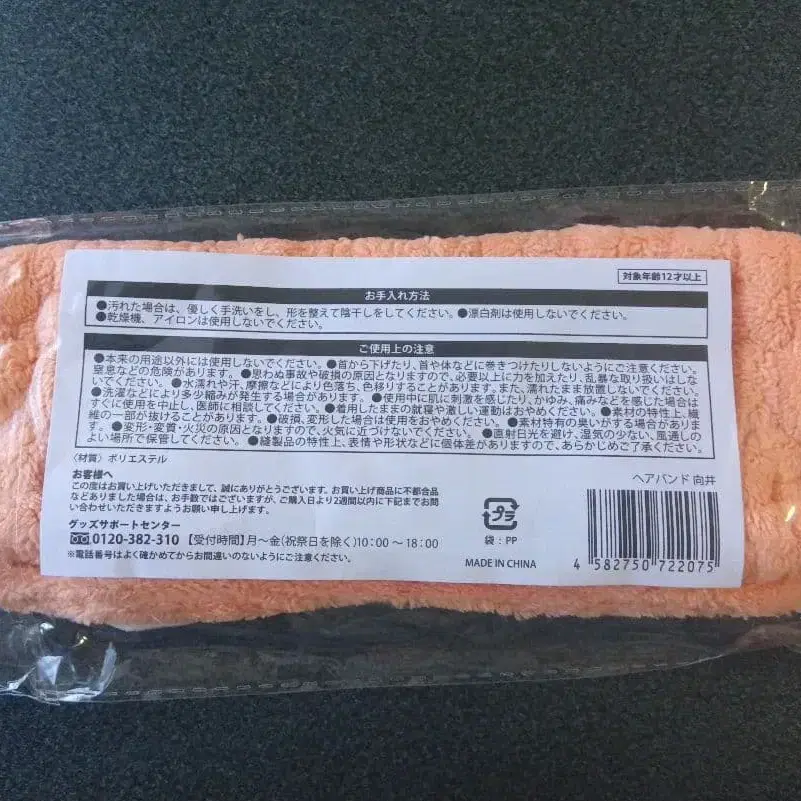 対象年齢12才以上
お手入れ方法
●汚れた場合は、優しく手洗いをし、形を整えて陰干しをしてください。●漂白剤は使用しないでください。
●乾燥機、アイロンは使用しないでください。
ご使用上の注意
●本来の用途以外には使用しないでください。●首から下げたり、首や体などに巻きつけたりしないようにご注意ください。
窒息などの危険があります。●思わぬ事故や破損の原因となりますので、必要以上に力を加えたり、乱暴な取り扱いはしな
いでください。●水濡れや汗、摩擦などにより色落ち、色移りすることがあります。また、濡れたまま放置しないでください。
●洗濯などにより多少縮みが発生する場合があります。●使用中に肌に刺激を感じたり、かゆみ、痛みなどを感じた場合は
すぐに使用を中止し、医師に相談してください。●着用したままの就寝や激しい運動はおやめください。●素材の特性上、繊
維の一部が抜けることがあります。●破損、変形した場合は使用をおやめください。●素材特有の臭いがする場合がありま
す。●変形・変質・火災の原因となりますので、火気に近づけないでください。●直射日光を避け、湿気の少ない、風通しの
よい場所で保管してください。●縫製品の特性上、表情や形状などに個体差がありますので、あらかじめご了承ください。
〈材質〉ポリエステル
お客様へ
この度はお買い上げいただきまして、誠にありがとうございます。お買い上げ商品に不都合品
などありました場合は、お手数ではございますが、ご購入日より2週間以内に下記までお問
い合わせいただきますようお願い申し上げます。
グッズサポートセンター
0120-382-310【受付時間】月〜金(祝祭日を除く)10:00〜18:00
※電話番号はよく確かめてからお間違いのないようにご注意ください。
プラ
袋:PP
MADE IN CHINA
ヘアバンド 向井
4 582750 722075